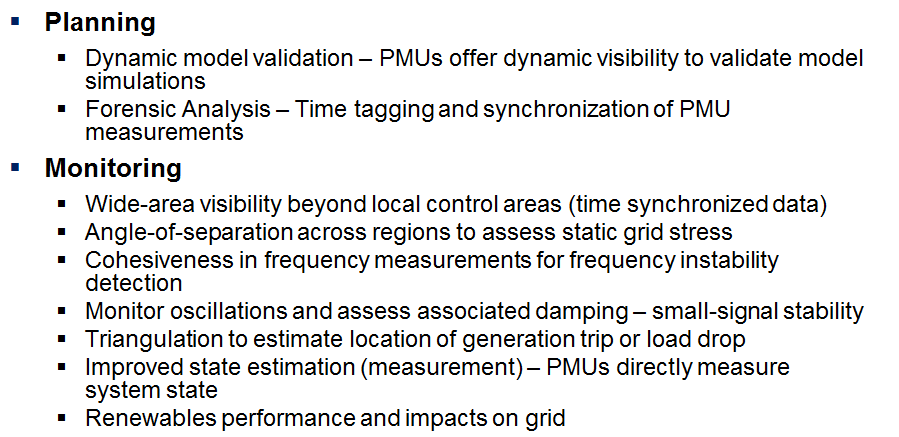 ▪ Planning
▪ Dynamic model validation – PMUs offer dynamic visibility to validate model
simulations
▪ Forensic Analysis – Time tagging and synchronization of PMU
measurements
▪ Monitoring
▪ Wide-area visibility beyond local control areas (time synchronized data)
▪ Angle-of-separation across regions to assess static grid stress
▪ Cohesiveness in frequency measurements for frequency instability
detection
▪ Monitor oscillations and assess associated damping – small-signal stability
▪ Triangulation to estimate location of generation trip or load drop
▪ Improved state estimation (measurement) – PMUs directly measure
system state
▪ Renewables performance and impacts on grid